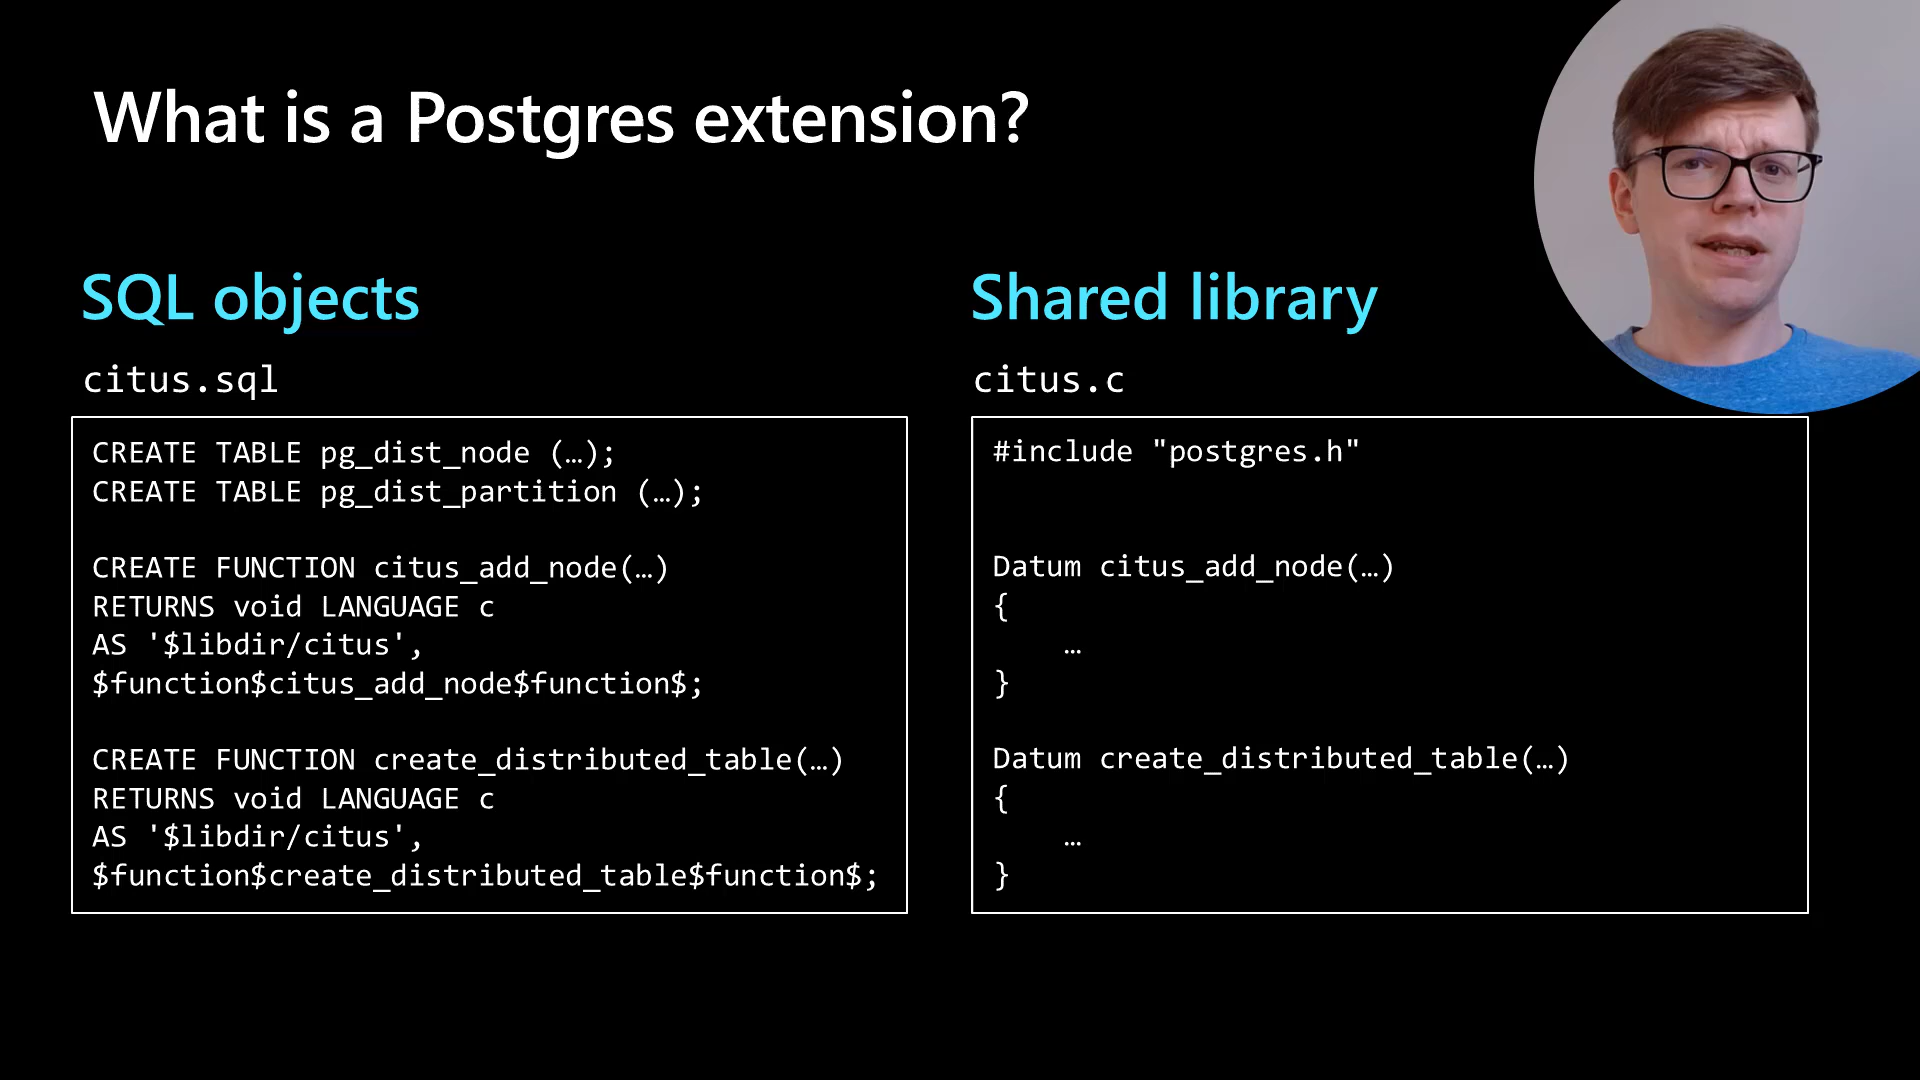 What is a Postgres extension?
SQL objects
citus.sql
CREATE TABLE pg_dist_node (…);
CREATE TABLE pg_dist_partition (…);
CREATE FUNCTION citus_add_node(…)
RETURNS void LANGUAGE c
AS '$libdir/citus',
$function$citus_add_node$function$;
CREATE FUNCTION create_distributed_table(…)
RETURNS void LANGUAGE c
AS '$libdir/citus',
$function$create_distributed_table$function$;
Shared library
citus.c
#include "postgres.h"
Datum citus_add_node(…)
{
…
}
Datum create_distributed_table(…)
{
…
}